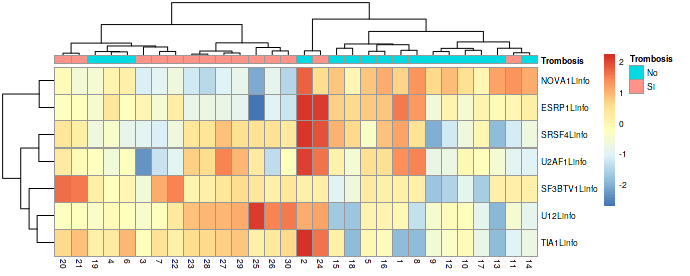 Trombosis
2
1
0
-1
-2
Trombosis
No
Si
NOVA1Linfo
ESRP1Linfo
SRSF4Linfo
U2AF1Linfo
SF3BTV1Linfo
U12Linfo
TIA1Linfo
20 21 19 4 6 3 7 22 23 28 27 29 25 26 30 2 24 15 18 5 16 1 8 9 12 10 17 13 11 14